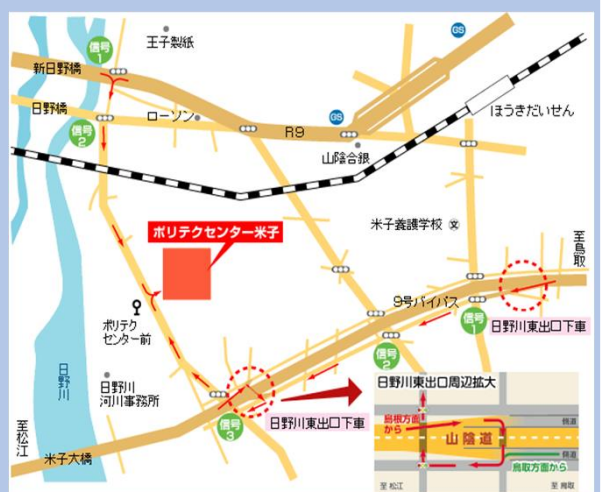 王子製紙
GS
信号
1
新日野橋
日野橋
ローソン
GS
ほうきだいせん
信号
2
R9
山陰合銀
ポリテクセンター米子
米子養護学校
文
至鳥取
9号バイパス
信号
1
日野川東出口下車
ポリテク
センター前
信号
2
日野川東出口周辺拡大
日野川
日野川
河川事務所
信号
3
日野川東出口下車
島根方面
から
側道
山陰道
側道
鳥取方面から
至松江
米子大橋
至 松江
至 鳥取